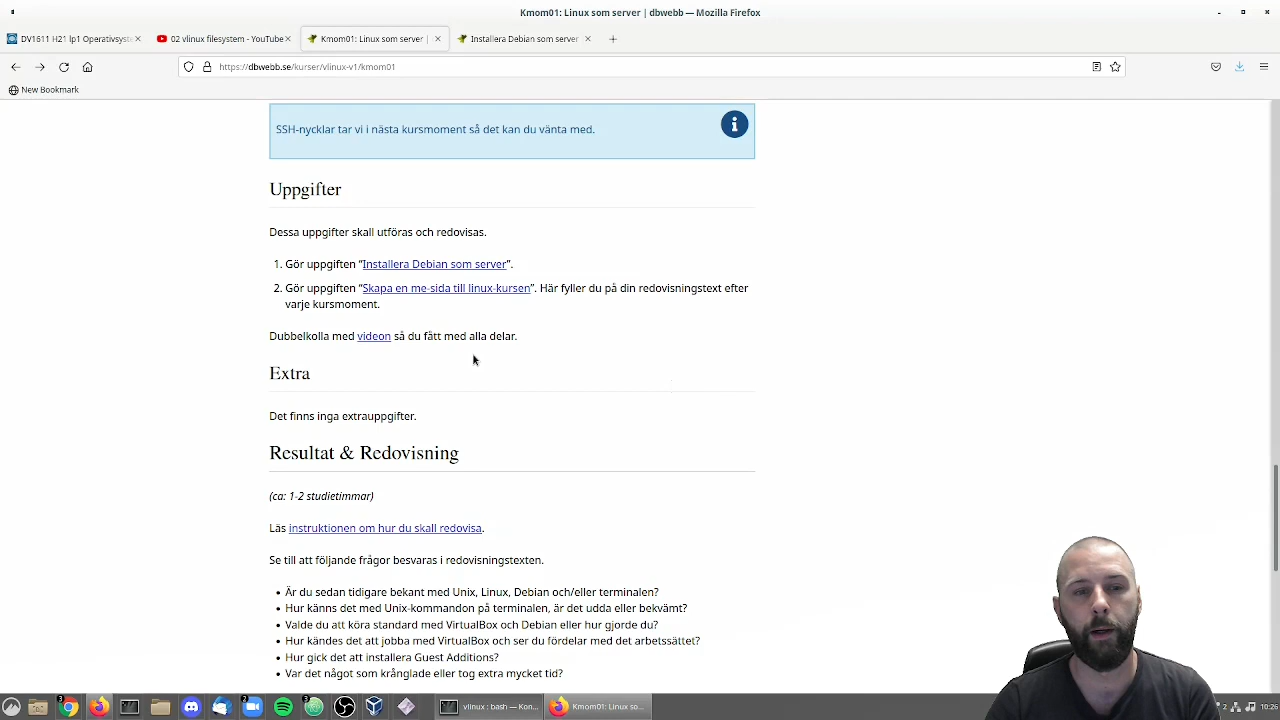 Kmom01: Linux som server | dbwebb — Mozilla Firefox
DV1611 H21 lp1 Operativsyst
02 vlinux filesystem - YouTube
Kmom01: Linux som server |
Installera Debian som server
https://dbwebb.se/kurser/vlinux-v1/kmom01
New Bookmark
SSH-nycklar tar vi i nästa kursmoment så det kan du vänta med.
Uppgifter
Dessa uppgifter skall utföras och redovisas.
1. Gör uppgiften “Installera Debian som server”.
2. Gör uppgiften “Skapa en me-sida till linux-kursen”. Här fyller du på din redovisningstext efter
varje kursmoment.
Dubbelkolla med videon så du fått med alla delar.
Extra
Det finns inga extrauppgifter.
Resultat & Redovisning
(ca: 1-2 studietimmar)
Läs instruktionen om hur du skall redovisa.
Se till att följande frågor besvaras i redovisningstexten.
• Är du sedan tidigare bekant med Unix, Linux, Debian och/eller terminalen?
• Hur känns det med Unix-kommandon på terminalen, är det udda eller bekvämt?
• Valde du att köra standard med VirtualBox och Debian eller hur gjorde du?
• Hur kändes det att jobba med VirtualBox och ser du fördelar med det arbetssättet?
• Hur gick det att installera Guest Additions?
• Var det något som krånglade eller tog extra mycket tid?
3
2
3
vlinux : bash — Kon...
Kmom01: Linux so...
10:26